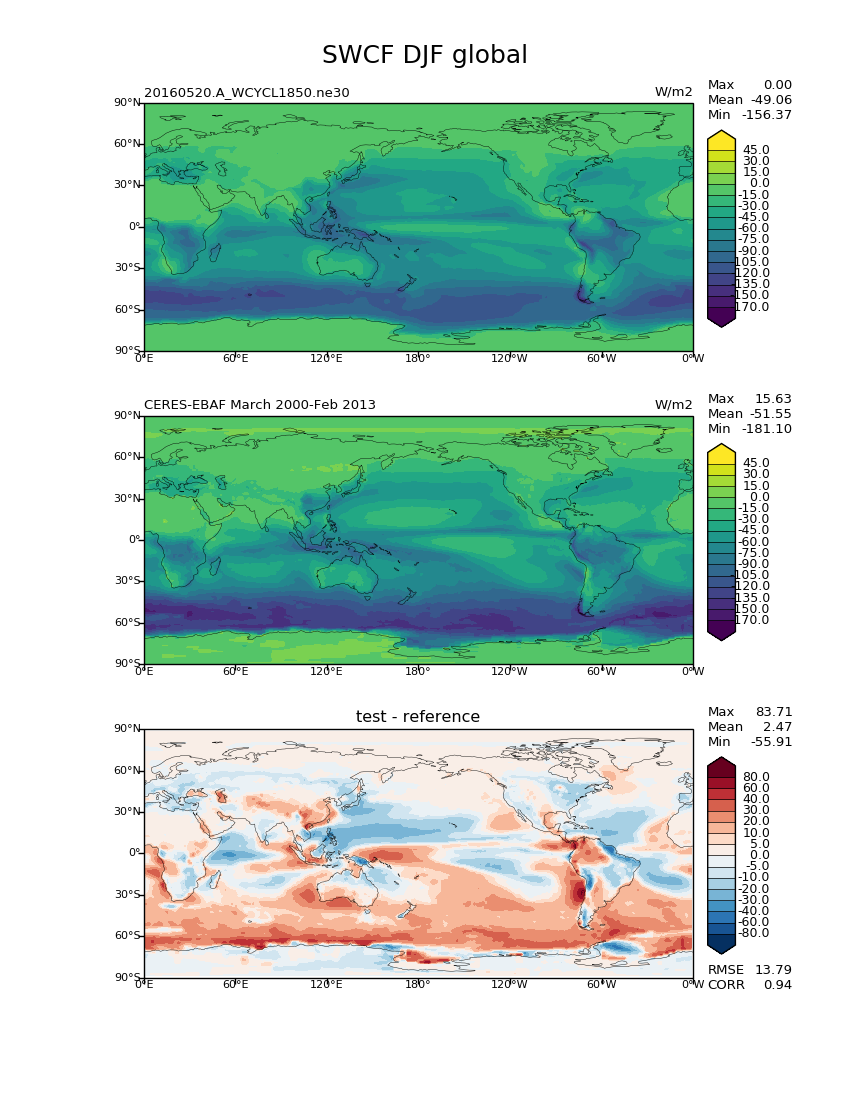 SWCF DJF global
20160520.A_WCYCL1850.ne30 W/m2
Max 0.00
Mean -49.06
Min -156.37
90°N
60°N
30°N
0°
30°S
60°S
90°S
0°E 60°E 120°E 180° 120°W 60°W 0°W
45.0
30.0
15.0
0.0
-15.0
-30.0
-45.0
-60.0
-75.0
-90.0
-105.0
-120.0
-135.0
-150.0
-170.0
CERES-EBAF March 2000-Feb 2013 W/m2
Max 15.63
Mean -51.55
Min -181.10
90°N
60°N
30°N
0°
30°S
60°S
90°S
0°E 60°E 120°E 180° 120°W 60°W 0°W
45.0
30.0
15.0
0.0
-15.0
-30.0
-45.0
-60.0
-75.0
-90.0
-105.0
-120.0
-135.0
-150.0
-170.0
test - reference
Max 83.71
Mean 2.47
Min -55.91
90°N
60°N
30°N
0°
30°S
60°S
90°S
0°E 60°E 120°E 180° 120°W 60°W 0°W
80.0
60.0
40.0
30.0
20.0
10.0
5.0
0.0
-5.0
-10.0
-20.0
-30.0
-40.0
-60.0
-80.0
RMSE 13.79
CORR 0.94